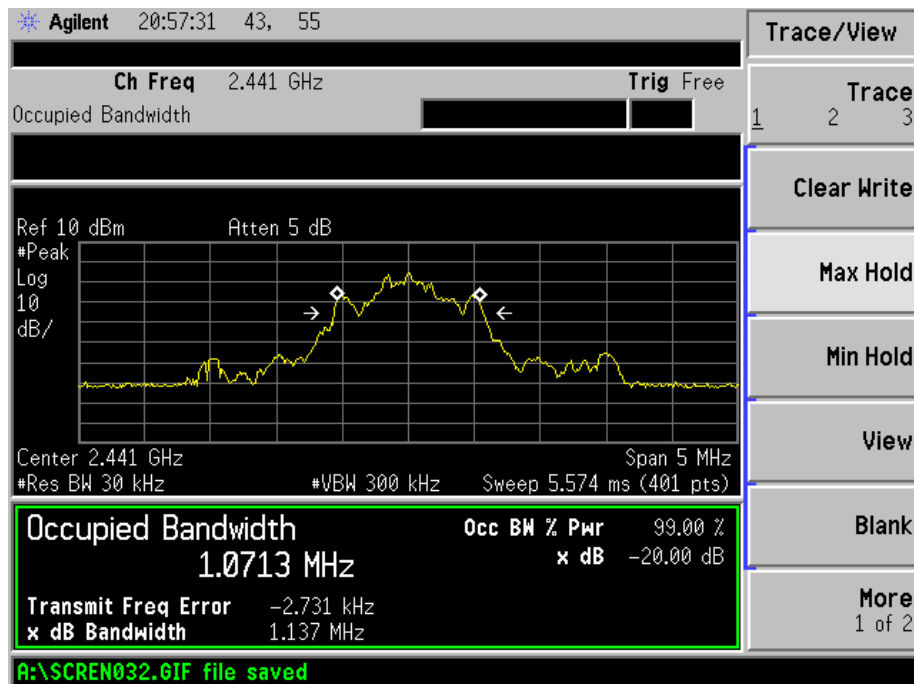 Agilent 20:57:31 43, 55
Trace/View
Ch Freq 2.441 GHz Trig Free
Occupied Bandwidth
Trace
1 2 3
Clear Write
Max Hold
Min Hold
View
Blank
More
1 of 2
Ref 10 dBm Atten 5 dB
#Peak
Log
10
dB/
Center 2.441 GHz Span 5 MHz
#Res BW 30 kHz #VBW 300 kHz Sweep 5.574 ms (401 pts)
Occupied Bandwidth Occ BW % Pwr 99.00 %
1.0713 MHz x dB -20.00 dB
Transmit Freq Error -2.731 kHz
x dB Bandwidth 1.137 MHz
A:\SCREN032.GIF file saved